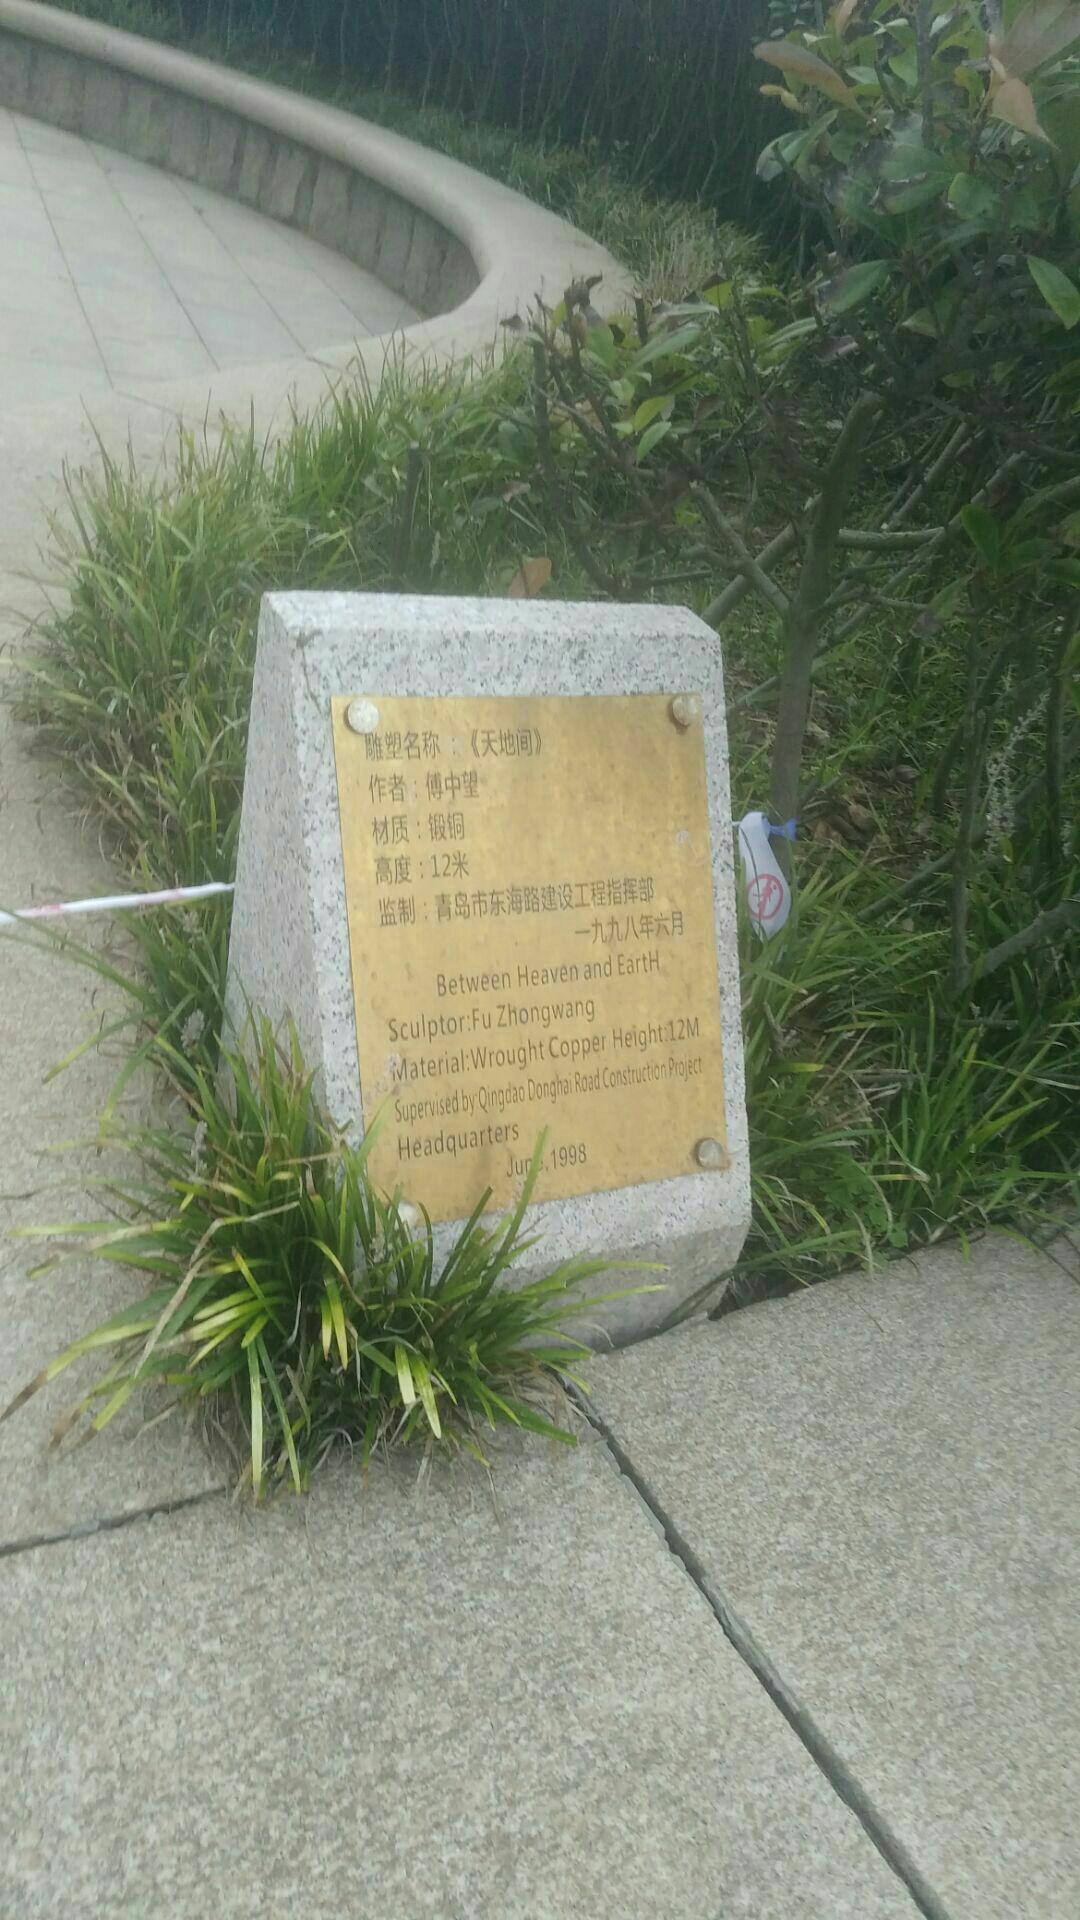 雕塑名称：《天地间》
作者：傅中望
材质：锻铜
高度：12米
监制：青岛市东海路建设工程指挥部
一九九八年六月
Between Heaven and EartH
Sculptor:Fu Zhongwang
Material:Wrought Copper Height:12M
Supervised by Qingdao Donghai Road Construction Project
Headquarters
June,1998